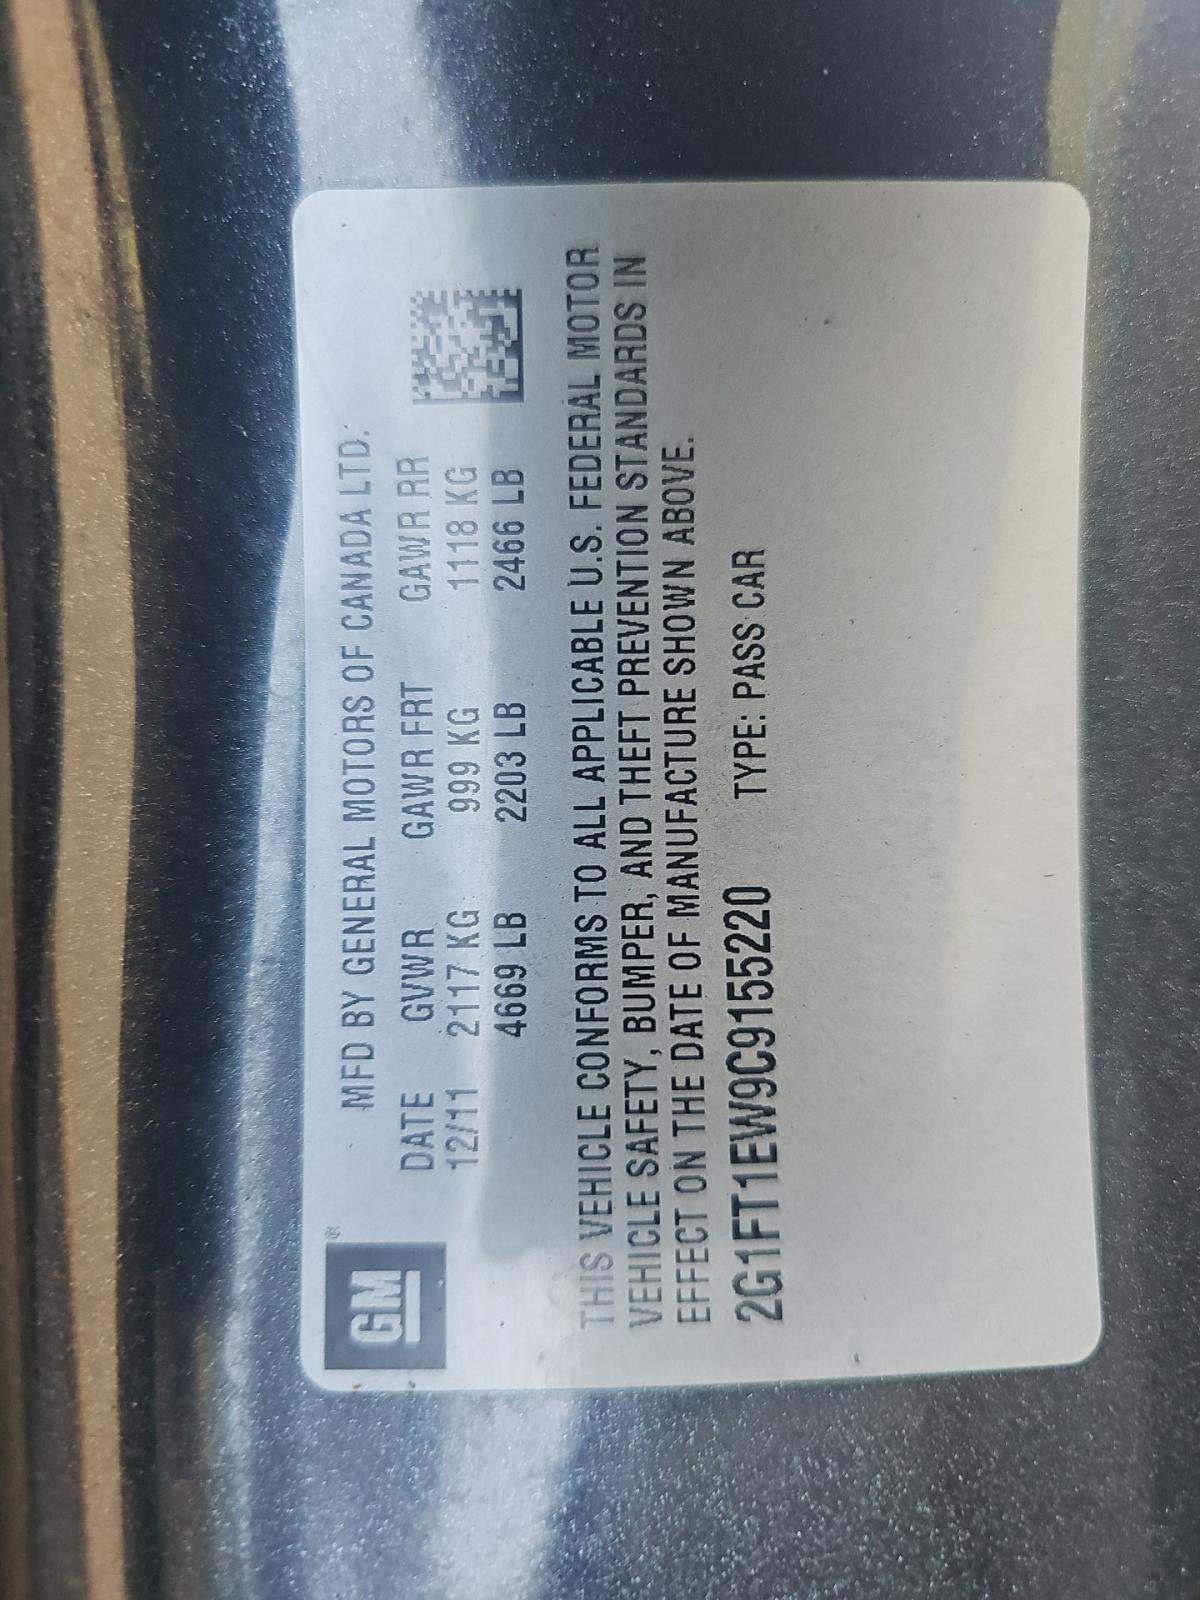 GM ®
MFD BY GENERAL MOTORS OF CANADA LTD.
DATE GVWR GAWR FRT GAWR RR
12/11 2117 KG 999 KG 1118 KG
4669 LB 2203 LB 2466 LB
THIS VEHICLE CONFORMS TO ALL APPLICABLE U.S. FEDERAL MOTOR
VEHICLE SAFETY, BUMPER, AND THEFT PREVENTION STANDARDS IN
EFFECT ON THE DATE OF MANUFACTURE SHOWN ABOVE.
2G1FT1EW9C9155220 TYPE: PASS CAR